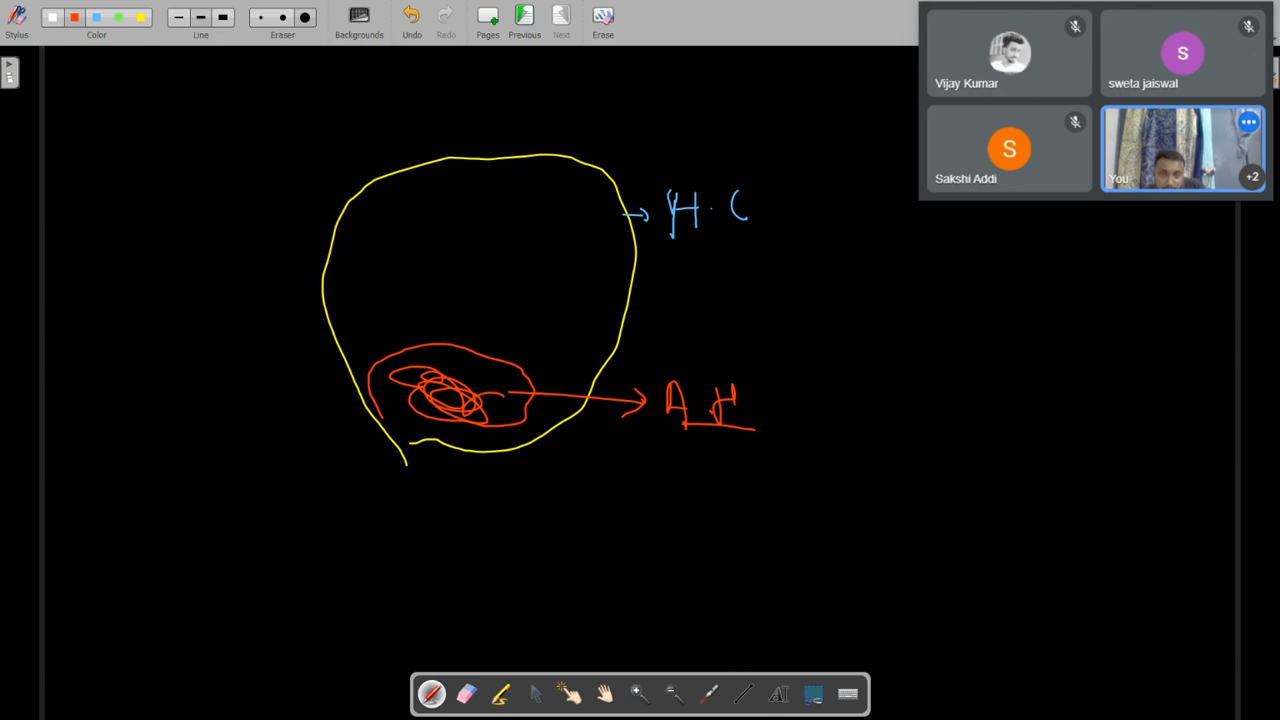 Stylus
Color
Line
Eraser
Backgrounds
Undo
Redo
Pages
Previous
Next
Erase
Vijay Kumar
S
sweta jaiswal
S
Sakshi Addi
You
+2
A H